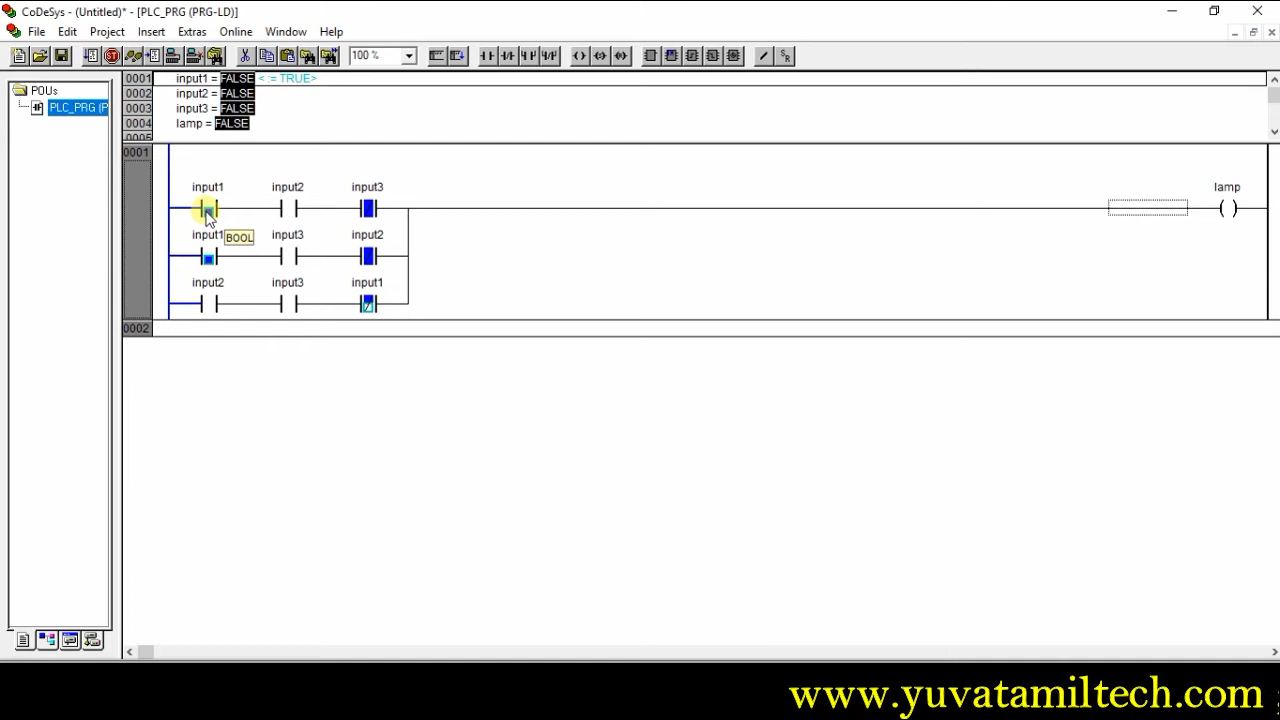 CoDeSys - (Untitled)* - [PLC_PRG (PRG-LD)]
File Edit Project Insert Extras Online Window Help
100 %
POUs
PLC_PRG (P
0001 input1 = FALSE < := TRUE>
0002 input2 = FALSE
0003 input3 = FALSE
0004 lamp = FALSE
0005
0001
input1 input2 input3 lamp
input1 BOOL input3 input2
input2 input3 input1
0002
www.yuvatamiltech.com